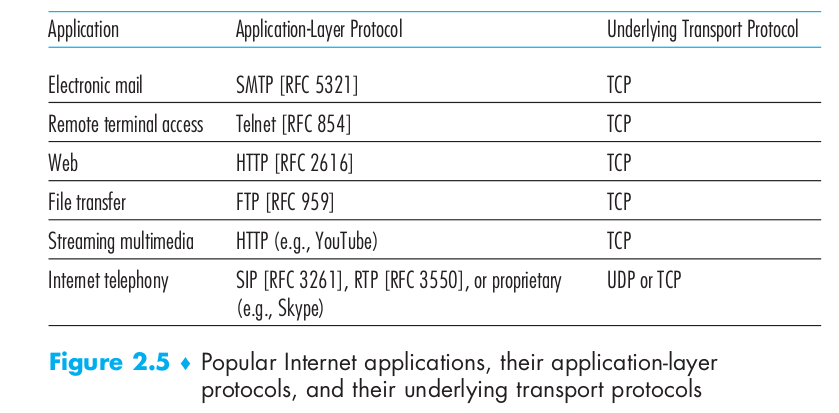 Application Application-Layer Protocol Underlying Transport Protocol
Electronic mail SMTP [RFC 5321] TCP
Remote terminal access Telnet [RFC 854] TCP
Web HTTP [RFC 2616] TCP
File transfer FTP [RFC 959] TCP
Streaming multimedia HTTP (e.g., YouTube) TCP
Internet telephony SIP [RFC 3261], RTP [RFC 3550], or proprietary UDP or TCP
(e.g., Skype)
Figure 2.5 ♦ Popular Internet applications, their application-layer
protocols, and their underlying transport protocols